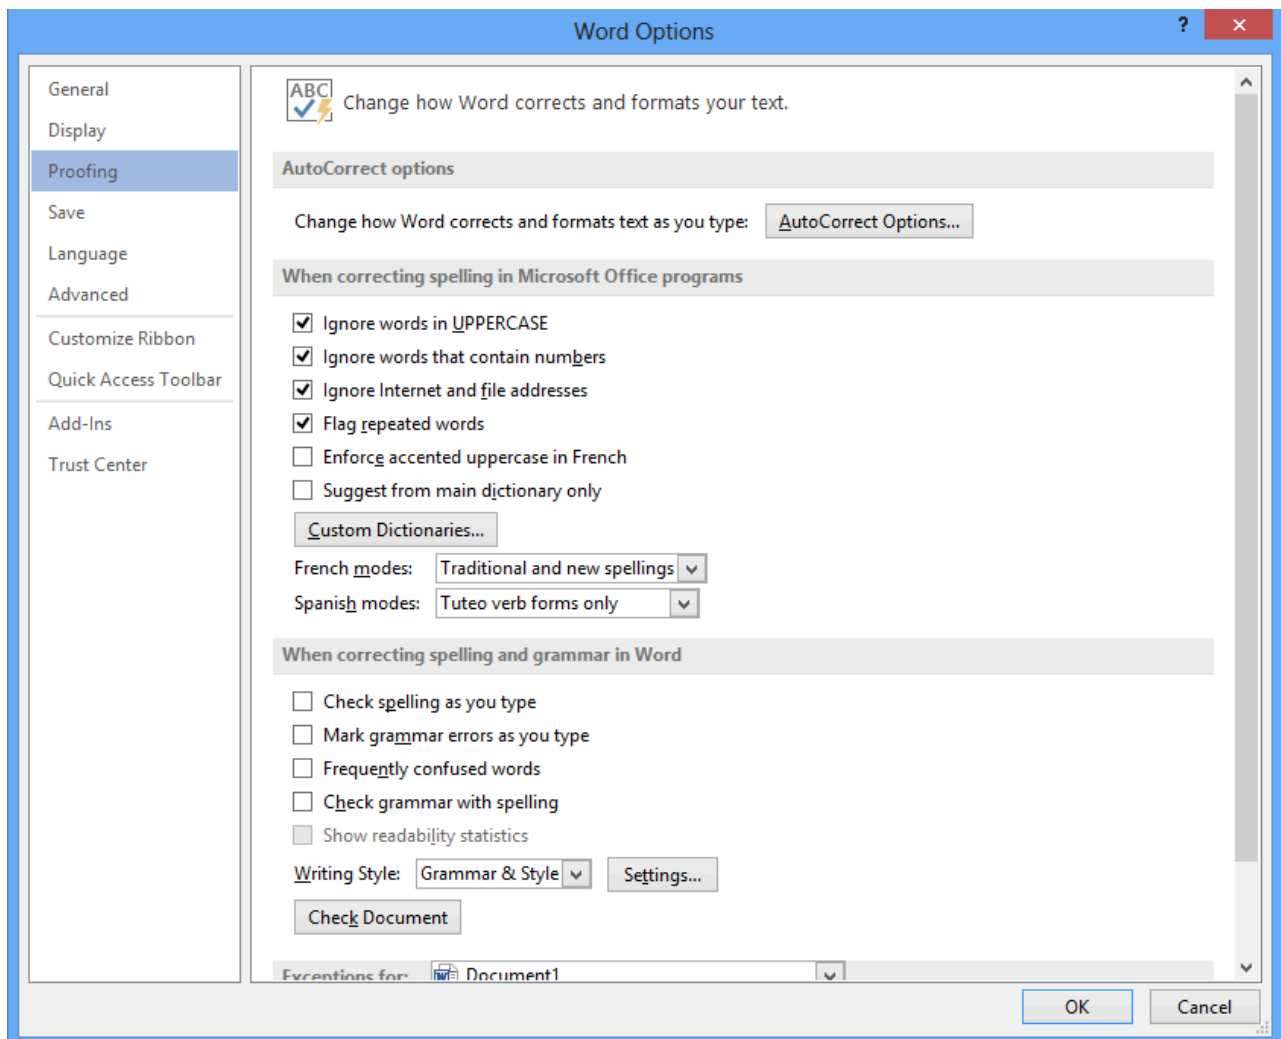 Word Options
?
General
Display
Proofing
Save
Language
Advanced
Customize Ribbon
Quick Access Toolbar
Add-Ins
Trust Center
ABC
Change how Word corrects and formats your text.
AutoCorrect options
Change how Word corrects and formats text as you type: AutoCorrect Options...
When correcting spelling in Microsoft Office programs
Ignore words in UPPERCASE
Ignore words that contain numbers
Ignore Internet and file addresses
Flag repeated words
Enforce accented uppercase in French
Suggest from main dictionary only
Custom Dictionaries...
French modes: Traditional and new spellings
Spanish modes: Tuteo verb forms only
When correcting spelling and grammar in Word
Check spelling as you type
Mark grammar errors as you type
Frequently confused words
Check grammar with spelling
Show readability statistics
Writing Style: Grammar & Style Settings...
Check Document
Exceptions for: Document1
OK Cancel